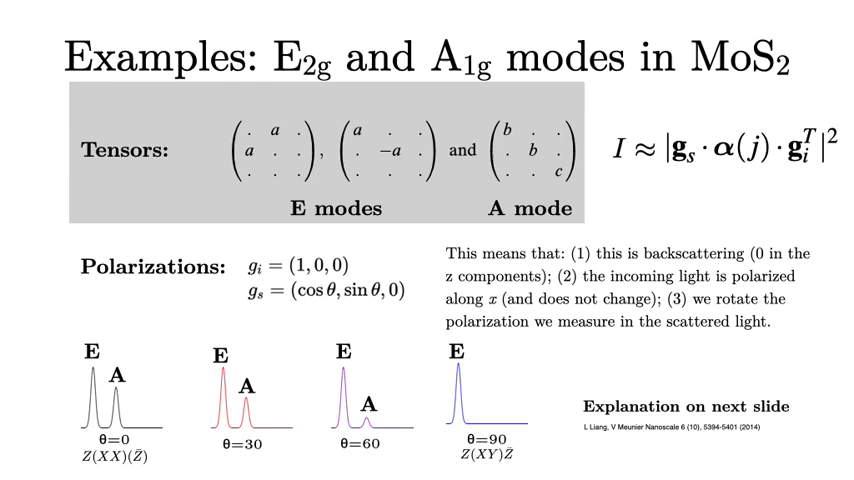 Examples: E₂g and A₁g modes in MoS₂
Tensors: ( . a . ) , ( a . . ) and ( b . . )
( a . . ) ( . −a . ) ( . b . )
( . . . ) ( . . . ) ( . . c )
I ≈ |gₛ · α(j) · gᵢᵀ|²
E modes A mode
Polarizations: gᵢ = (1, 0, 0)
gₛ = (cos θ, sin θ, 0)
This means that: (1) this is backscattering (0 in the
z components); (2) the incoming light is polarized
along x (and does not change); (3) we rotate the
polarization we measure in the scattered light.
E A
E A
E A
E
θ=0
Z(XX)(Z̄)
θ=30
θ=60
θ=90
Z(XY)Z̄
Explanation on next slide
L Liang, V Meunier Nanoscale 6 (10), 5394-5401 (2014)